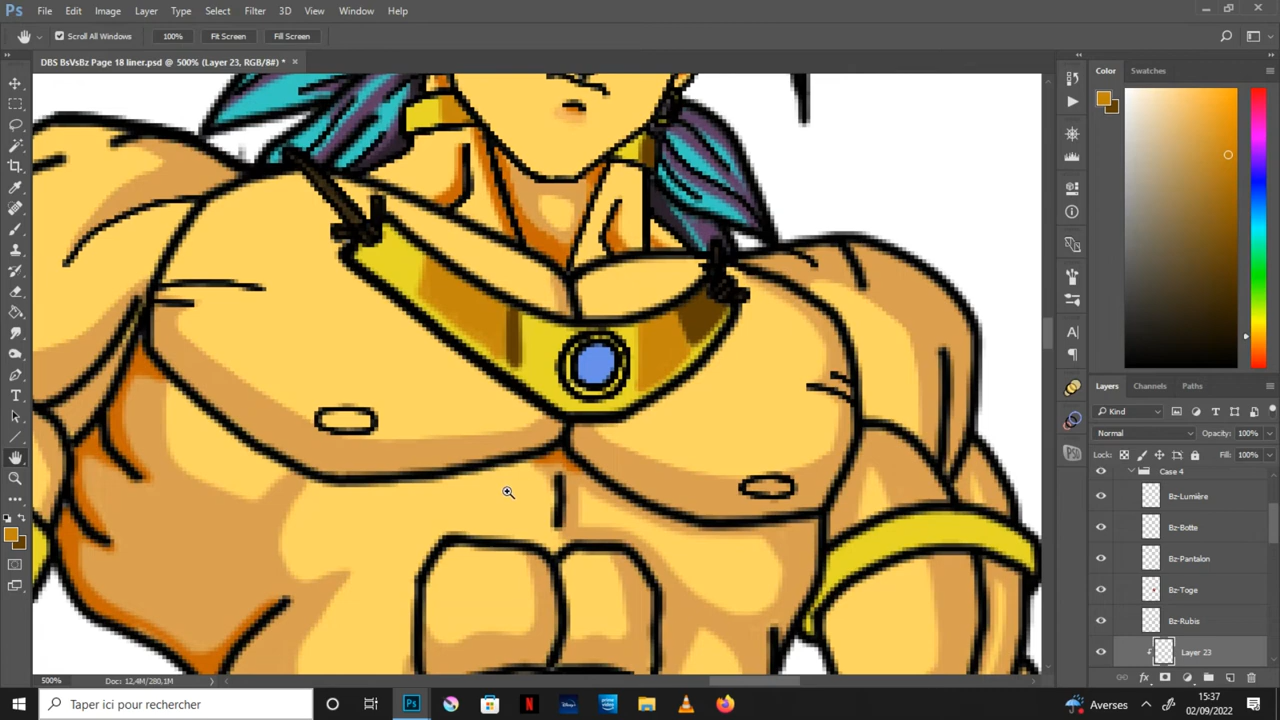 Ps File Edit Image Layer Type Select Filter 3D View Window Help
Scroll All Windows 100% Fit Screen Fill Screen
DBS BsVsBz Page 18 liner.psd @ 500% (Layer 23, RGB/8#) *
Color Swatches
Layers Channels Paths
Kind
Normal Opacity: 100%
Lock: Fill: 100%
Case 4
Bz-Lumière
Bz-Botte
Bz-Pantalon
Bz-Toge
Bz-Rubis
Layer 23
500% Doc: 12,4M/280,1M
Taper ici pour rechercher
Averses
15:37
02/09/2022